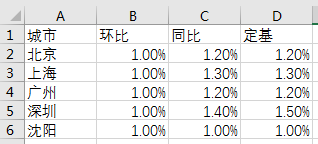 A B C D
1 城市 环比 同比 定基
2 北京 1.00% 1.20% 1.20%
3 上海 1.00% 1.30% 1.30%
4 广州 1.00% 1.20% 1.20%
5 深圳 1.00% 1.40% 1.50%
6 沈阳 1.00% 1.00% 1.00%